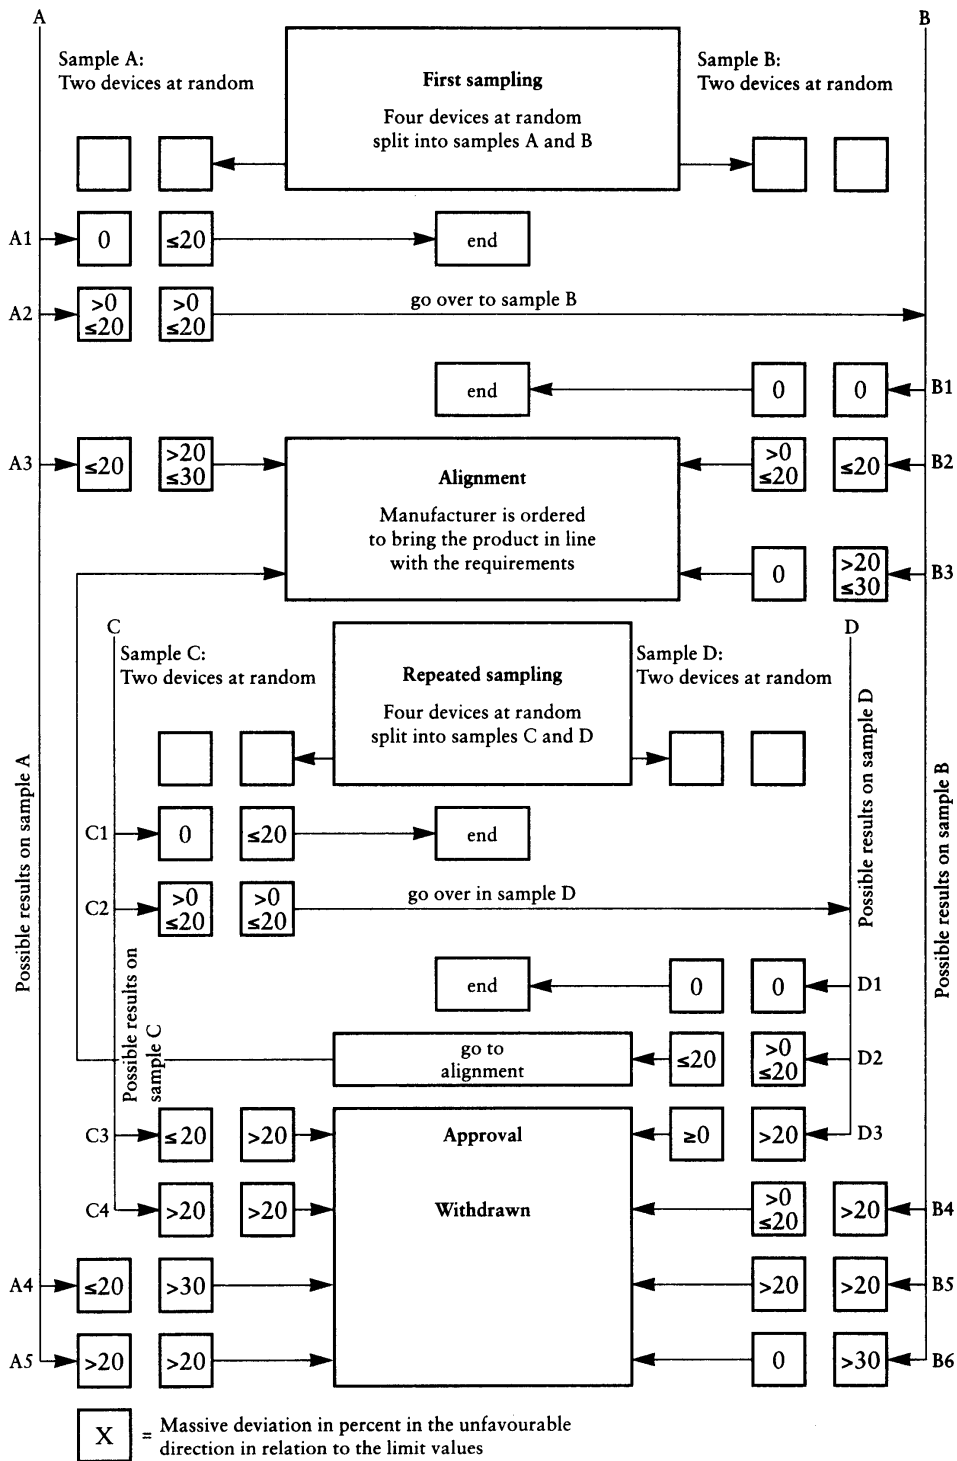 A
B
Sample A:
Two devices at random
First sampling
Four devices at random
split into samples A and B
Sample B:
Two devices at random
A1
0
≤20
end
A2
>0
≤20
>0
≤20
go over to sample B
end
0
0
B1
A3
≤20
>20
≤30
Alignment
Manufacturer is ordered
to bring the product in line
with the requirements
>0
≤20
≤20
B2
0
>20
≤30
B3
C
D
Sample C:
Two devices at random
Repeated sampling
Four devices at random
split into samples C and D
Sample D:
Two devices at random
Possible results on sample A
Possible results on sample D
Possible results on sample B
C1
0
≤20
end
C2
>0
≤20
>0
≤20
go over in sample D
Possible results on
sample C
end
0
0
D1
go to
alignment
≤20
>0
≤20
D2
C3
≤20
>20
Approval
≥0
>20
D3
C4
>20
>20
Withdrawn
>0
≤20
>20
B4
A4
≤20
>30
>20
>20
B5
A5
>20
>20
0
>30
B6
X
= Massive deviation in percent in the unfavourable
direction in relation to the limit values